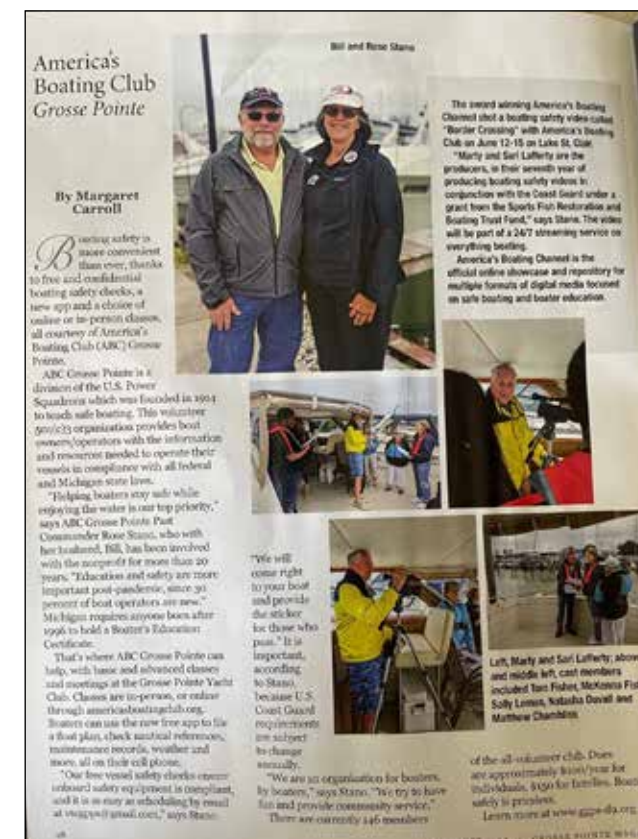 America's
Boating Club
Grosse Pointe
By Margaret
Carroll
Boating safety is
more convenient
than ever, thanks
to free and confidential
boating safety checks, a
new app and a choice of
online or in-person classes,
all courtesy of America's
Boating Club (ABC) Grosse
Pointe.
ABC Grosse Pointe is a
division of the U.S. Power
Squadrons which was founded in 1914
to teach safe boating. This volunteer
501(c)3 organization provides boat
owners/operators with the information
and resources needed to operate their
vessels in compliance with all federal
and Michigan state laws.
"Helping boaters stay safe while
enjoying the water is our top priority,"
says ABC Grosse Pointe Past
Commander Rose Stano, who with
her husband, Bill, has been involved
with the nonprofit for more than 20
years. "Education and safety are more
important post-pandemic, since 30
percent of boat operators are new."
Michigan requires anyone born after
1996 to hold a Boater's Education
Certificate.
That's where ABC Grosse Pointe can
help, with basic and advanced classes
and meetings at the Grosse Pointe Yacht
Club. Classes are in-person, or online
through americasboatingclub.org.
Boaters can use the new free app to file
a float plan, check nautical references,
maintenance records, weather and
more, all on their cell phone.
"Our free vessel safety checks ensure
onboard safety equipment is compliant,
and it is as easy as scheduling by email
at @gmail.com," says Stano.
"We will
come right
to your boat
and provide
the sticker
for those who
pass." It is
important,
according
to Stano,
because U.S.
Coast Guard
requirements
are subject
to change
annually.
"We are an organization for boaters,
by boaters," says Stano. "We try to have
fun and provide community service."
There are currently 146 members
of the all-volunteer club. Dues
are approximately $100/year for
individuals, $150 for families. Boat
safety is priceless.
Learn more at
GROSSE POINTE
Bill and Rose Stano
The award winning America's Boating
Channel shot a boating safety video called
"Border Crossing" with America's Boating
Club on June 12-15 on Lake St. Clair.
"Marty and Sari Lafferty are the
producers, in their seventh year of
producing boating safety videos in
conjunction with the Coast Guard under a
grant from the Sports Fish Restoration and
Boating Trust Fund," says Stano. The video
will be part of a 24/7 streaming service on
everything boating.
America's Boating Channel is the
official online showcase and repository for
multiple formats of digital media focused
on safe boating and boater education.
Left, Marty and Sari Lafferty; above
and middle left, cast members
included Tom Fisher, McKenna Fis
Sally Lemos, Natasha Duvall and
Matthew Chamblins